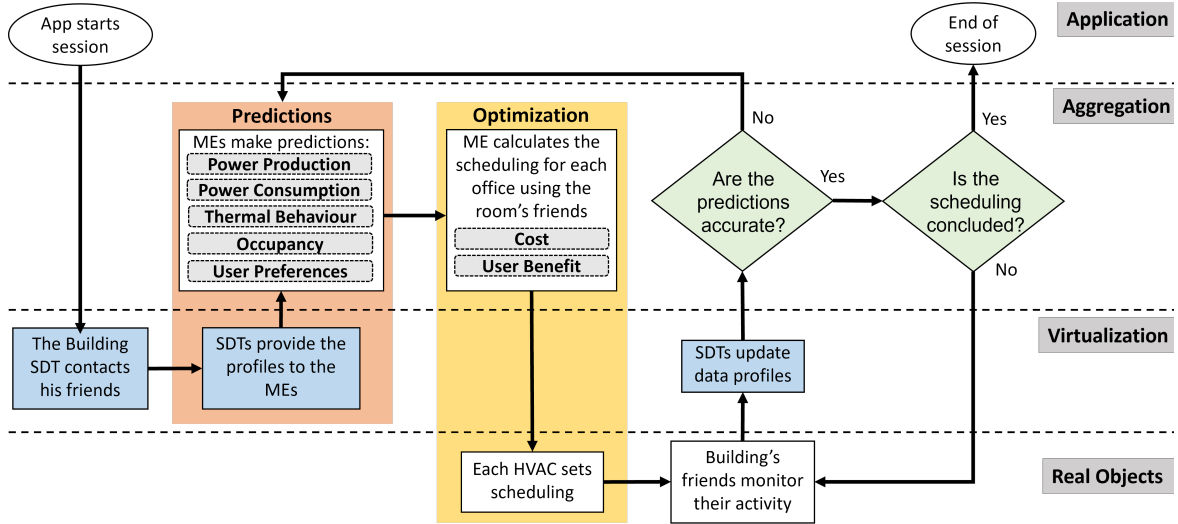 App starts
session
End of
session
Application
Aggregation
Predictions
MEs make predictions:
Power Production
Power Consumption
Thermal Behaviour
Occupancy
User Preferences
Optimization
ME calculates the
scheduling for each
office using the
room's friends
Cost
User Benefit
No
Are the
predictions
accurate?
Yes
Yes
Is the
scheduling
concluded?
No
Virtualization
The Building
SDT contacts
his friends
SDTs provide the
profiles to the
MEs
SDTs update
data profiles
Real Objects
Each HVAC sets
scheduling
Building's
friends monitor
their activity